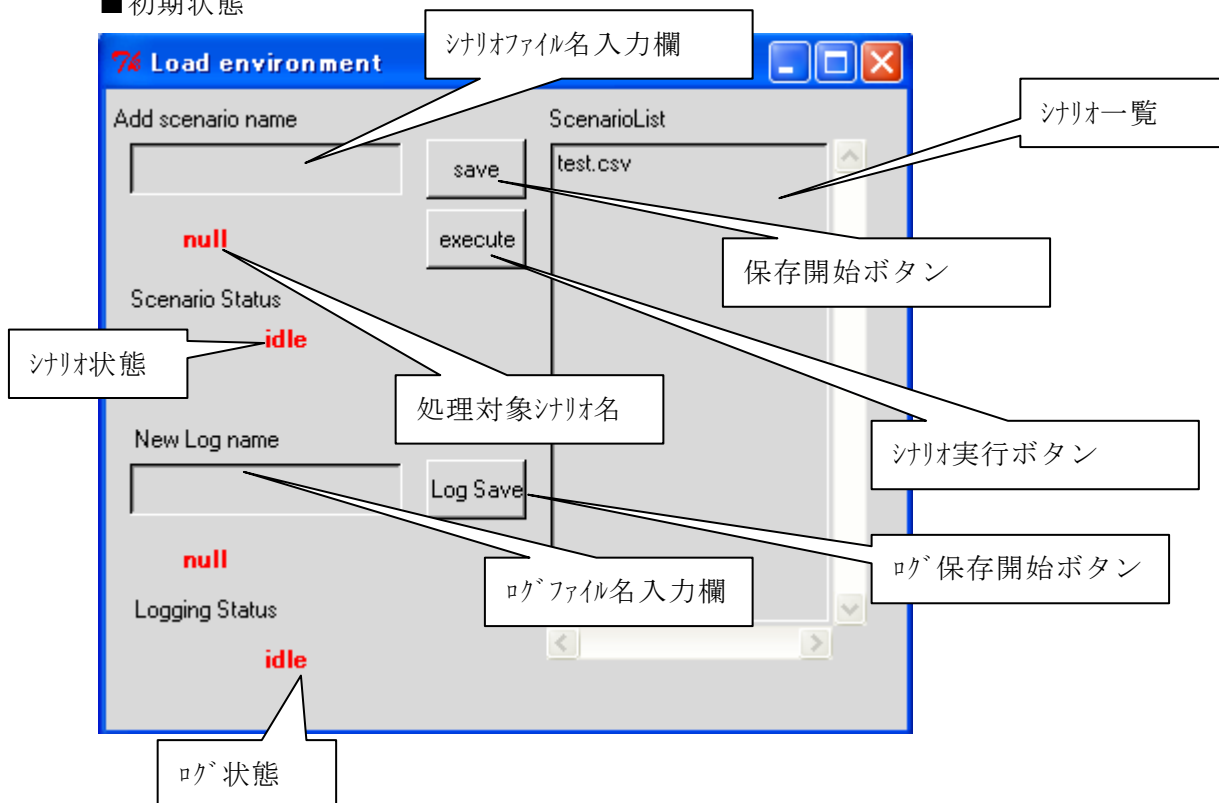 ■初期状態
シナリオファイル名入力欄
Tk Load environment
シナリオ一覧
Add scenario name
ScenarioList
save
test.csv
null
execute
保存開始ボタン
Scenario Status
idle
シナリオ状態
処理対象シナリオ名
New Log name
シナリオ実行ボタン
Log Save
null
ログファイル名入力欄
ログ保存開始ボタン
Logging Status
idle
ログ状態